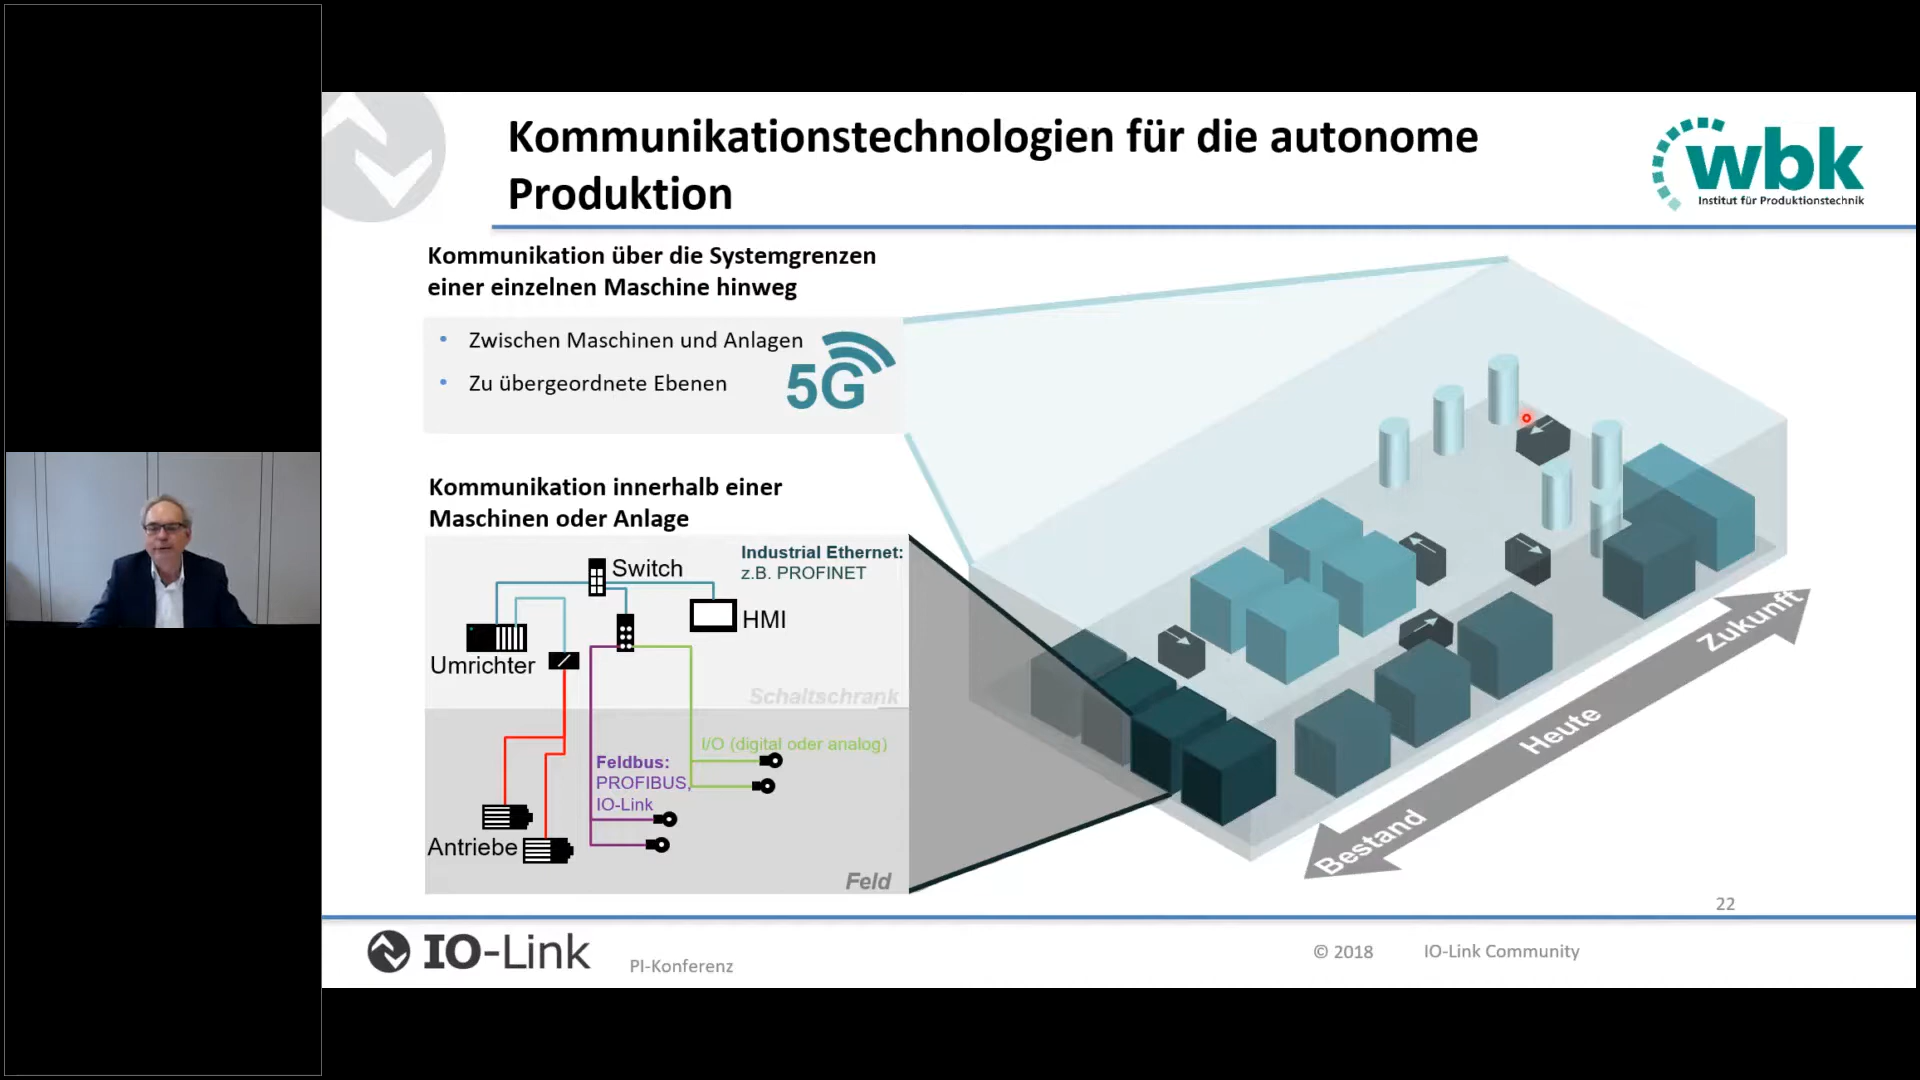 Kommunikationstechnologien für die autonome
Produktion
wbk
Institut für Produktionstechnik
Kommunikation über die Systemgrenzen
einer einzelnen Maschine hinweg
• Zwischen Maschinen und Anlagen
• Zu übergeordnete Ebenen
5G
Kommunikation innerhalb einer
Maschinen oder Anlage
Industrial Ethernet:
z.B. PROFINET
Switch
HMI
Umrichter
Schaltschrank
I/O (digital oder analog)
Feldbus:
PROFIBUS,
IO-Link
Antriebe
Feld
Bestand
Heute
Zukunft
22
IO-Link
PI-Konferenz
© 2018
IO-Link Community